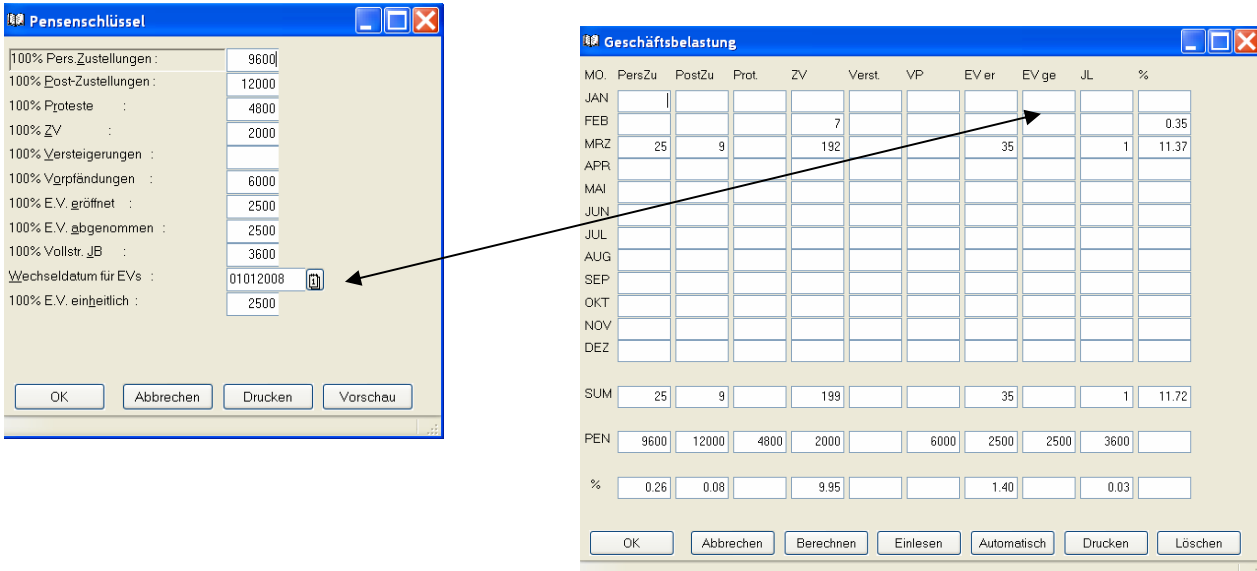 Pensenschlüssel
100% Pers.Zustellungen : 9600
100% Post-Zustellungen : 12000
100% Proteste : 4800
100% ZV : 2000
100% Versteigerungen :
100% Vorpfändungen : 6000
100% E.V. eröffnet : 2500
100% E.V. abgenommen : 2500
100% Vollstr. JB : 3600
Wechseldatum für EVs : 01012008
100% E.V. einheitlich : 2500
OK Abbrechen Drucken Vorschau
Geschäftsbelastung
MO. PersZu PostZu Prot. ZV Verst. VP EV er EV ge JL %
JAN
FEB 7 0.35
MRZ 25 9 192 35 1 11.37
APR
MAI
JUN
JUL
AUG
SEP
OKT
NOV
DEZ
SUM 25 9 199 35 1 11.72
PEN 9600 12000 4800 2000 6000 2500 2500 3600
% 0.26 0.08 9.95 1.40 0.03
OK Abbrechen Berechnen Einlesen Automatisch Drucken Löschen